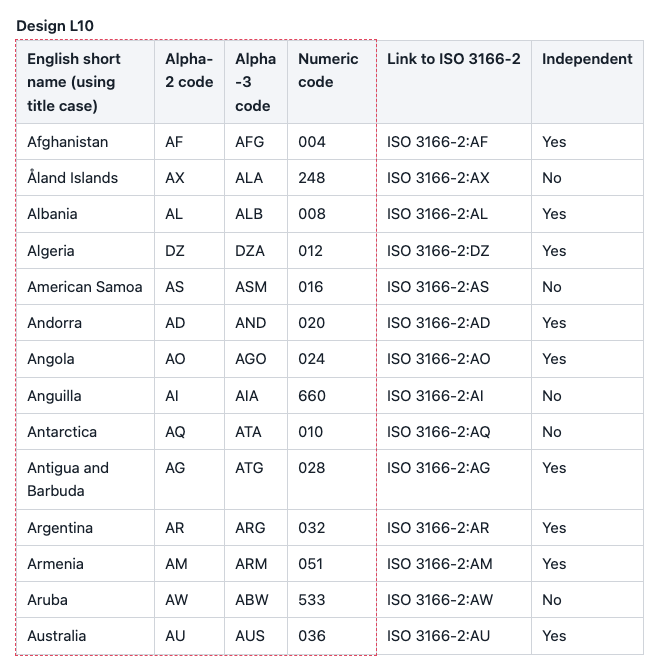 Design L10
English short name (using title case) Alpha-2 code Alpha-3 code Numeric code Link to ISO 3166-2 Independent
Afghanistan AF AFG 004 ISO 3166-2:AF Yes
Åland Islands AX ALA 248 ISO 3166-2:AX No
Albania AL ALB 008 ISO 3166-2:AL Yes
Algeria DZ DZA 012 ISO 3166-2:DZ Yes
American Samoa AS ASM 016 ISO 3166-2:AS No
Andorra AD AND 020 ISO 3166-2:AD Yes
Angola AO AGO 024 ISO 3166-2:AO Yes
Anguilla AI AIA 660 ISO 3166-2:AI No
Antarctica AQ ATA 010 ISO 3166-2:AQ No
Antigua and Barbuda AG ATG 028 ISO 3166-2:AG Yes
Argentina AR ARG 032 ISO 3166-2:AR Yes
Armenia AM ARM 051 ISO 3166-2:AM Yes
Aruba AW ABW 533 ISO 3166-2:AW No
Australia AU AUS 036 ISO 3166-2:AU Yes